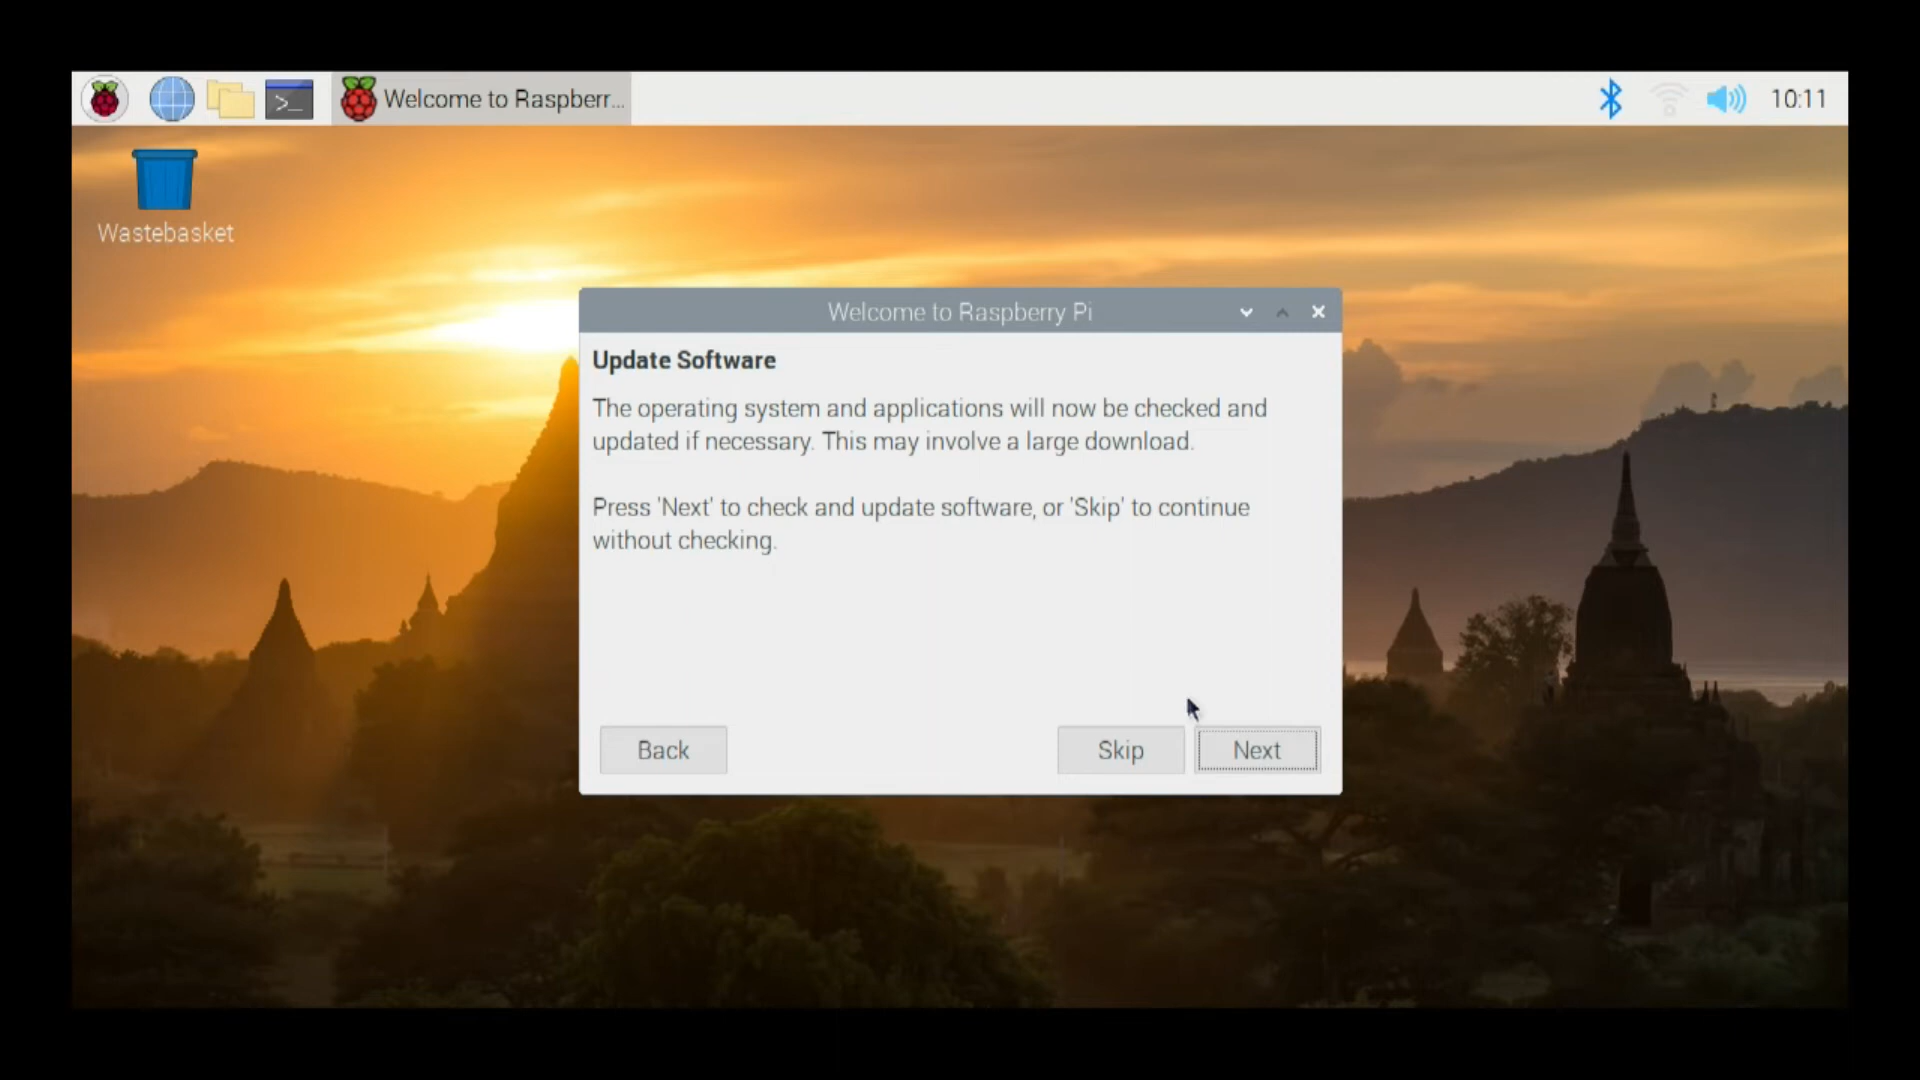 Welcome to Raspberr...
10:11
Wastebasket
Welcome to Raspberry Pi
Update Software
The operating system and applications will now be checked and
updated if necessary. This may involve a large download.
Press 'Next' to check and update software, or 'Skip' to continue
without checking.
Back
Skip
Next